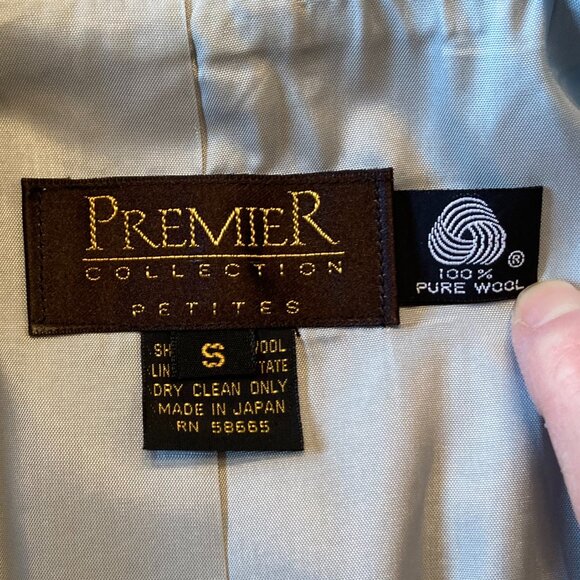 PREMIER
COLLECTION
PETITES
100%
PURE WOOL
®
S
DRY CLEAN ONLY
MADE IN JAPAN
RN 58665